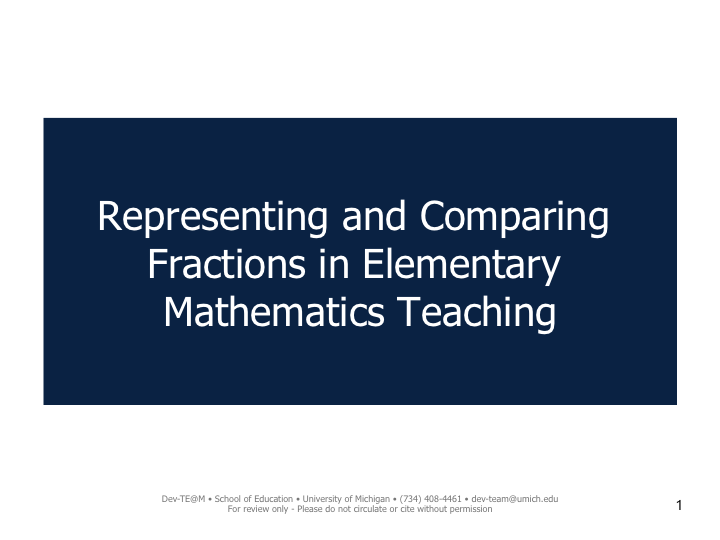 Representing and Comparing
Fractions in Elementary
Mathematics Teaching
Dev-TE@M • School of Education • University of Michigan • (734) 408-4461 • dev-team@umich.edu
For review only - Please do not circulate or cite without permission
1